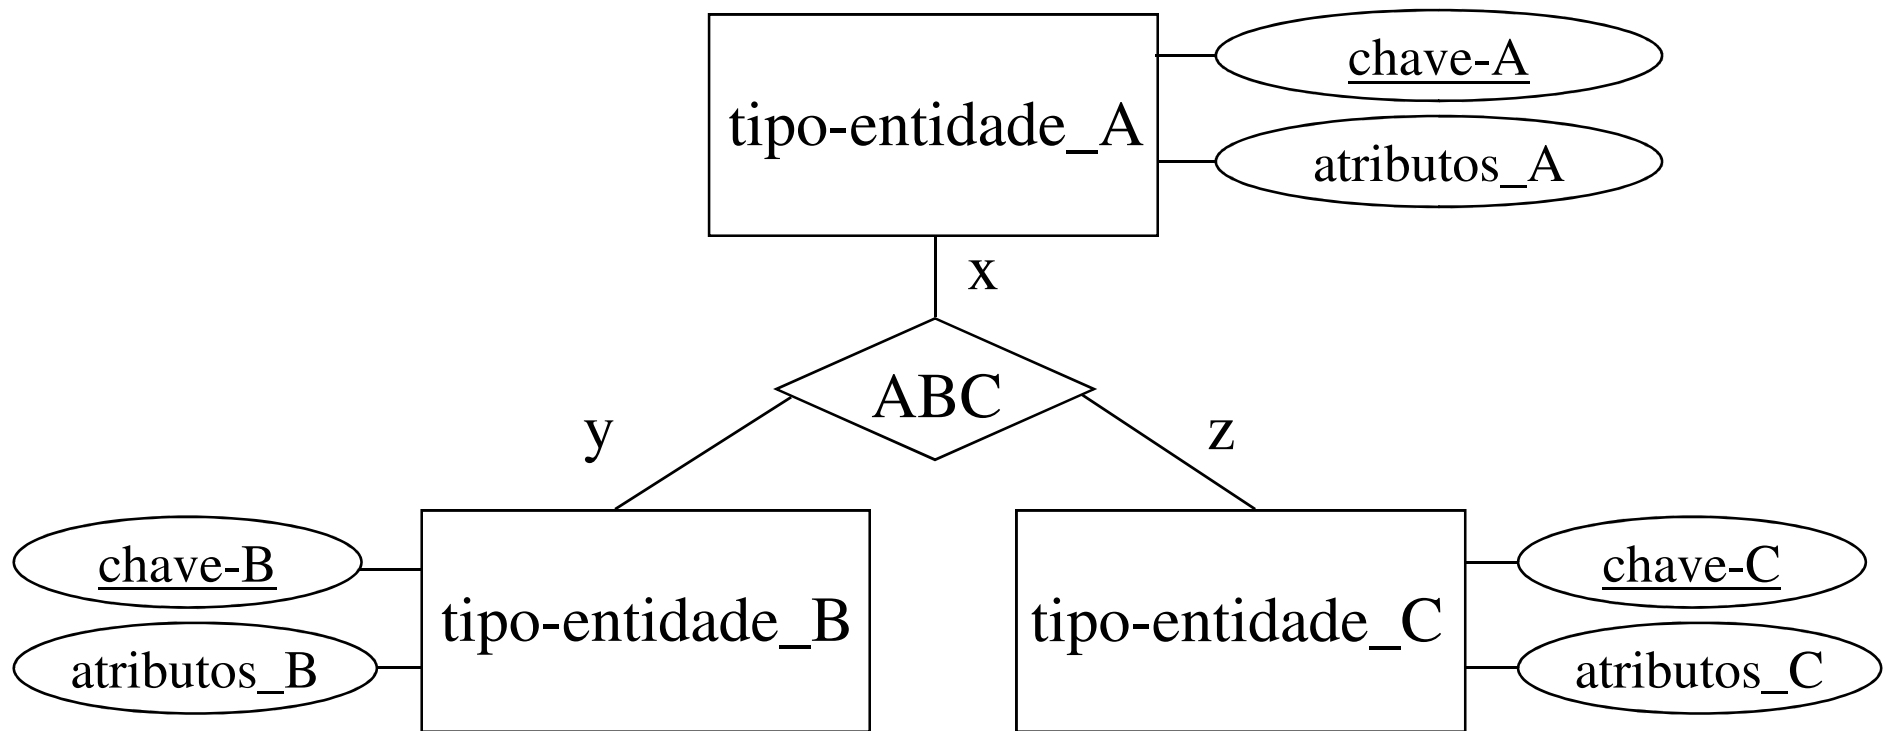 chave-A
tipo-entidade_A
atributos_A
x
ABC
y
z
chave-B
tipo-entidade_B
atributos_B
chave-C
tipo-entidade_C
atributos_C